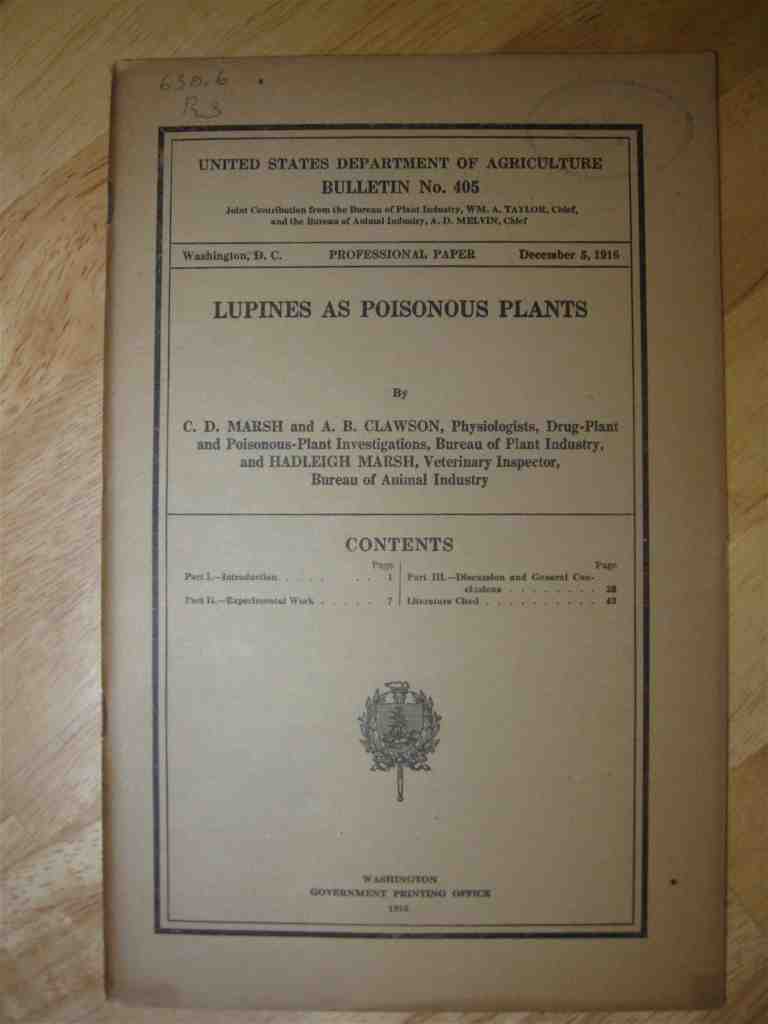 630.6
R3
UNITED STATES DEPARTMENT OF AGRICULTURE
BULLETIN No. 405
Joint Contribution from the Bureau of Plant Industry, WM. A. TAYLOR, Chief,
and the Bureau of Animal Industry, A. D. MELVIN, Chief
Washington, D. C. PROFESSIONAL PAPER December 5, 1916
LUPINES AS POISONOUS PLANTS
By
C. D. MARSH and A. B. CLAWSON, Physiologists, Drug-Plant
and Poisonous-Plant Investigations, Bureau of Plant Industry,
and HADLEIGH MARSH, Veterinary Inspector,
Bureau of Animal Industry
CONTENTS
Page
Part I.—Introduction . . . . . . . 1
Part II.—Experimental Work . . . . . 7
Page
Part III.—Discussion and General Con-
clusions . . . . . . . . 38
Literature Cited . . . . . . . . . 43
WASHINGTON
GOVERNMENT PRINTING OFFICE
1916